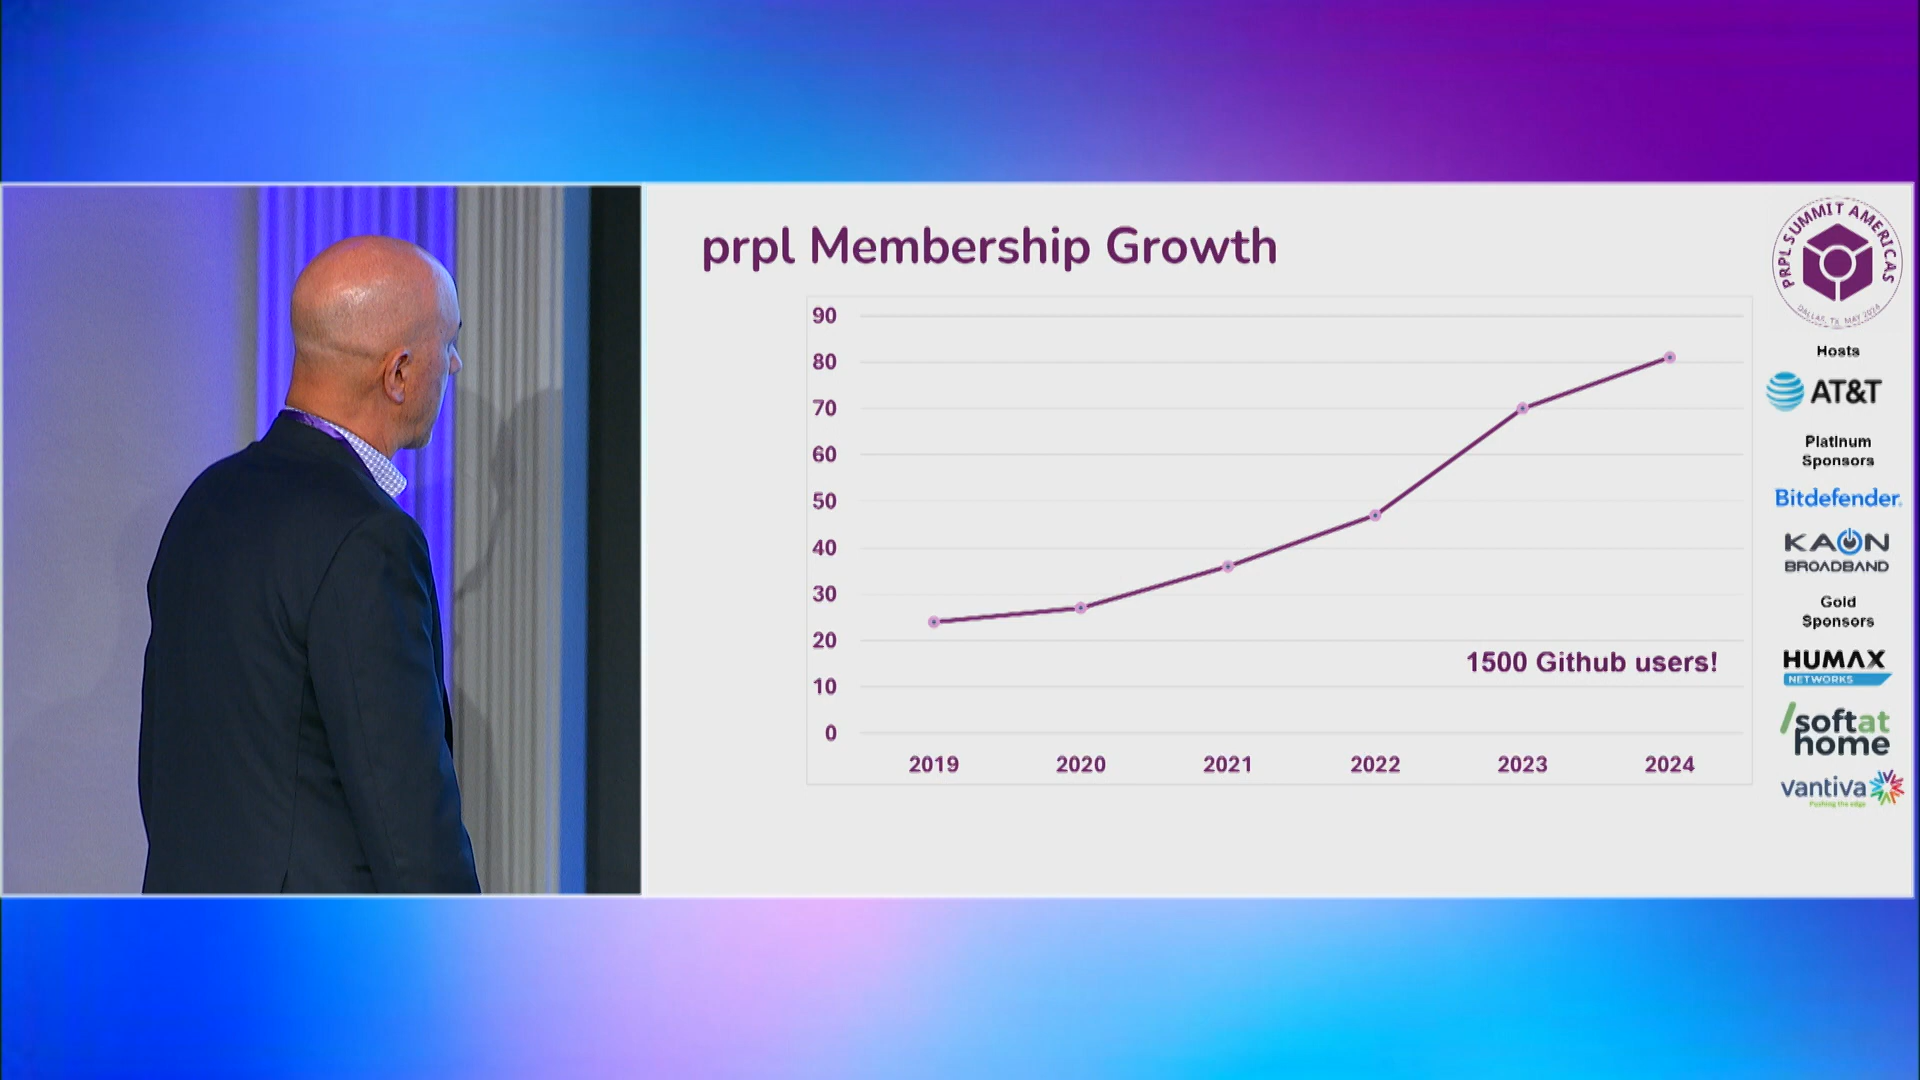 prpl Membership Growth
90
80
70
60
50
40
30
20
10
0
2019 2020 2021 2022 2023 2024
1500 Github users!
PRPL SUMMIT AMERICAS
DALLAS, TX, MAY 2024
Hosts
AT&T
Platinum
Sponsors
Bitdefender
KAON
BROADBAND
Gold
Sponsors
HUMAX
NETWORKS
/softat
home
vantiva
Pushing the edge